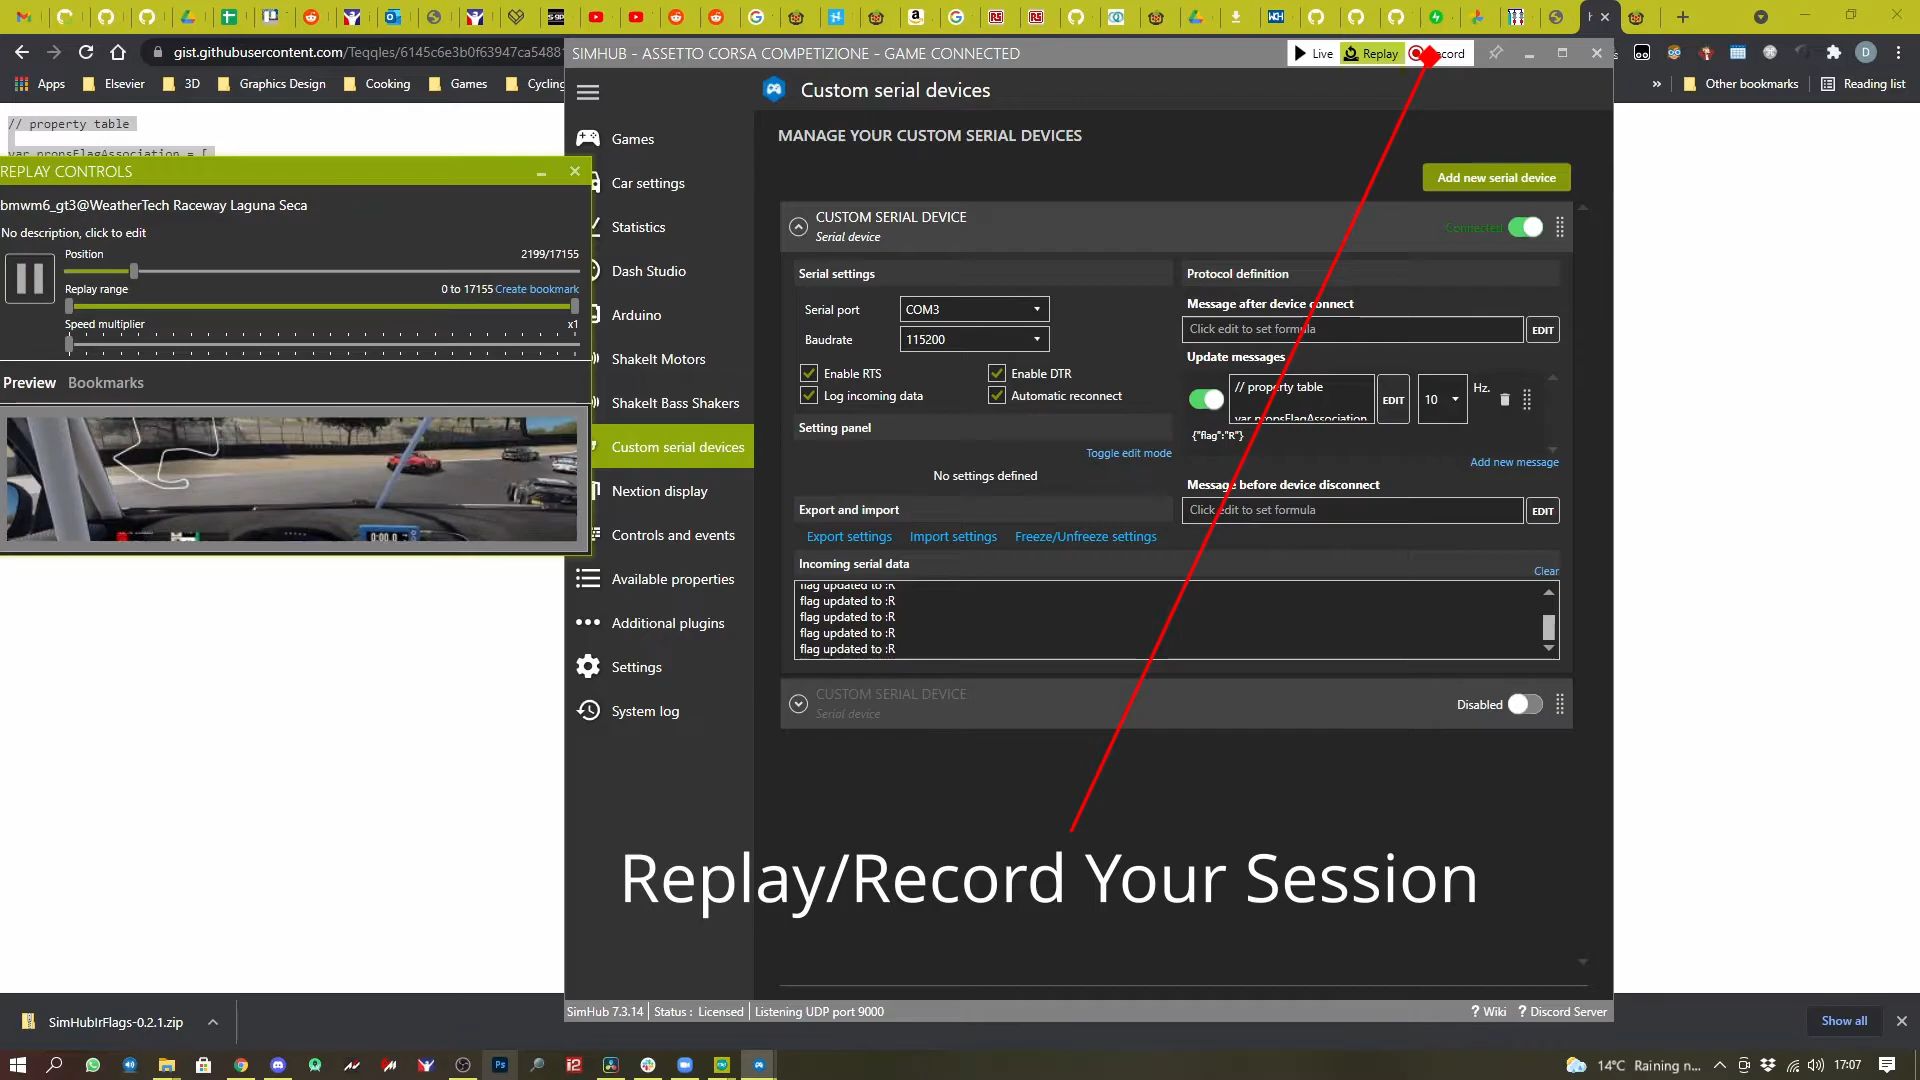 gist.githubusercontent.com/Teqqles/6145c6e3b0f63947ca5488
Apps
Elsevier
3D
Graphics Design
Cooking
Games
Cycling
Other bookmarks
Reading list
// property table
var propsFlagAssociation = [
REPLAY CONTROLS
bmwm6_gt3@WeatherTech Raceway Laguna Seca
No description, click to edit
Position
2199/17155
Replay range
0 to 17155 Create bookmark
Speed multiplier
x1
Preview
Bookmarks
SIMHUB - ASSETTO CORSA COMPETIZIONE - GAME CONNECTED
Live
Replay
Games
Car settings
Statistics
Dash Studio
Arduino
ShakeIt Motors
ShakeIt Bass Shakers
Custom serial devices
Nextion display
Controls and events
Available properties
Additional plugins
Settings
System log
Custom serial devices
MANAGE YOUR CUSTOM SERIAL DEVICES
Add new serial device
CUSTOM SERIAL DEVICE
Serial device
Connected
Serial settings
Serial port
COM3
Baudrate
115200
Enable RTS
Enable DTR
Log incoming data
Automatic reconnect
Setting panel
Toggle edit mode
No settings defined
Export and import
Export settings
Import settings
Freeze/Unfreeze settings
Protocol definition
Message after device connect
Click edit to set formula
EDIT
Update messages
// property table
var propsFlagAssociation
EDIT
10
Hz.
{"flag":"R"}
Add new message
Message before device disconnect
Click edit to set formula
EDIT
Incoming serial data
Clear
flag updated to :R
flag updated to :R
flag updated to :R
flag updated to :R
flag updated to :R
CUSTOM SERIAL DEVICE
Serial device
Disabled
Replay/Record Your Session
SimHub 7.3.14
Status : Licensed
Listening UDP port 9000
? Wiki
? Discord Server
SimHubIrFlags-0.2.1.zip
Show all
14°C Raining n...
17:07